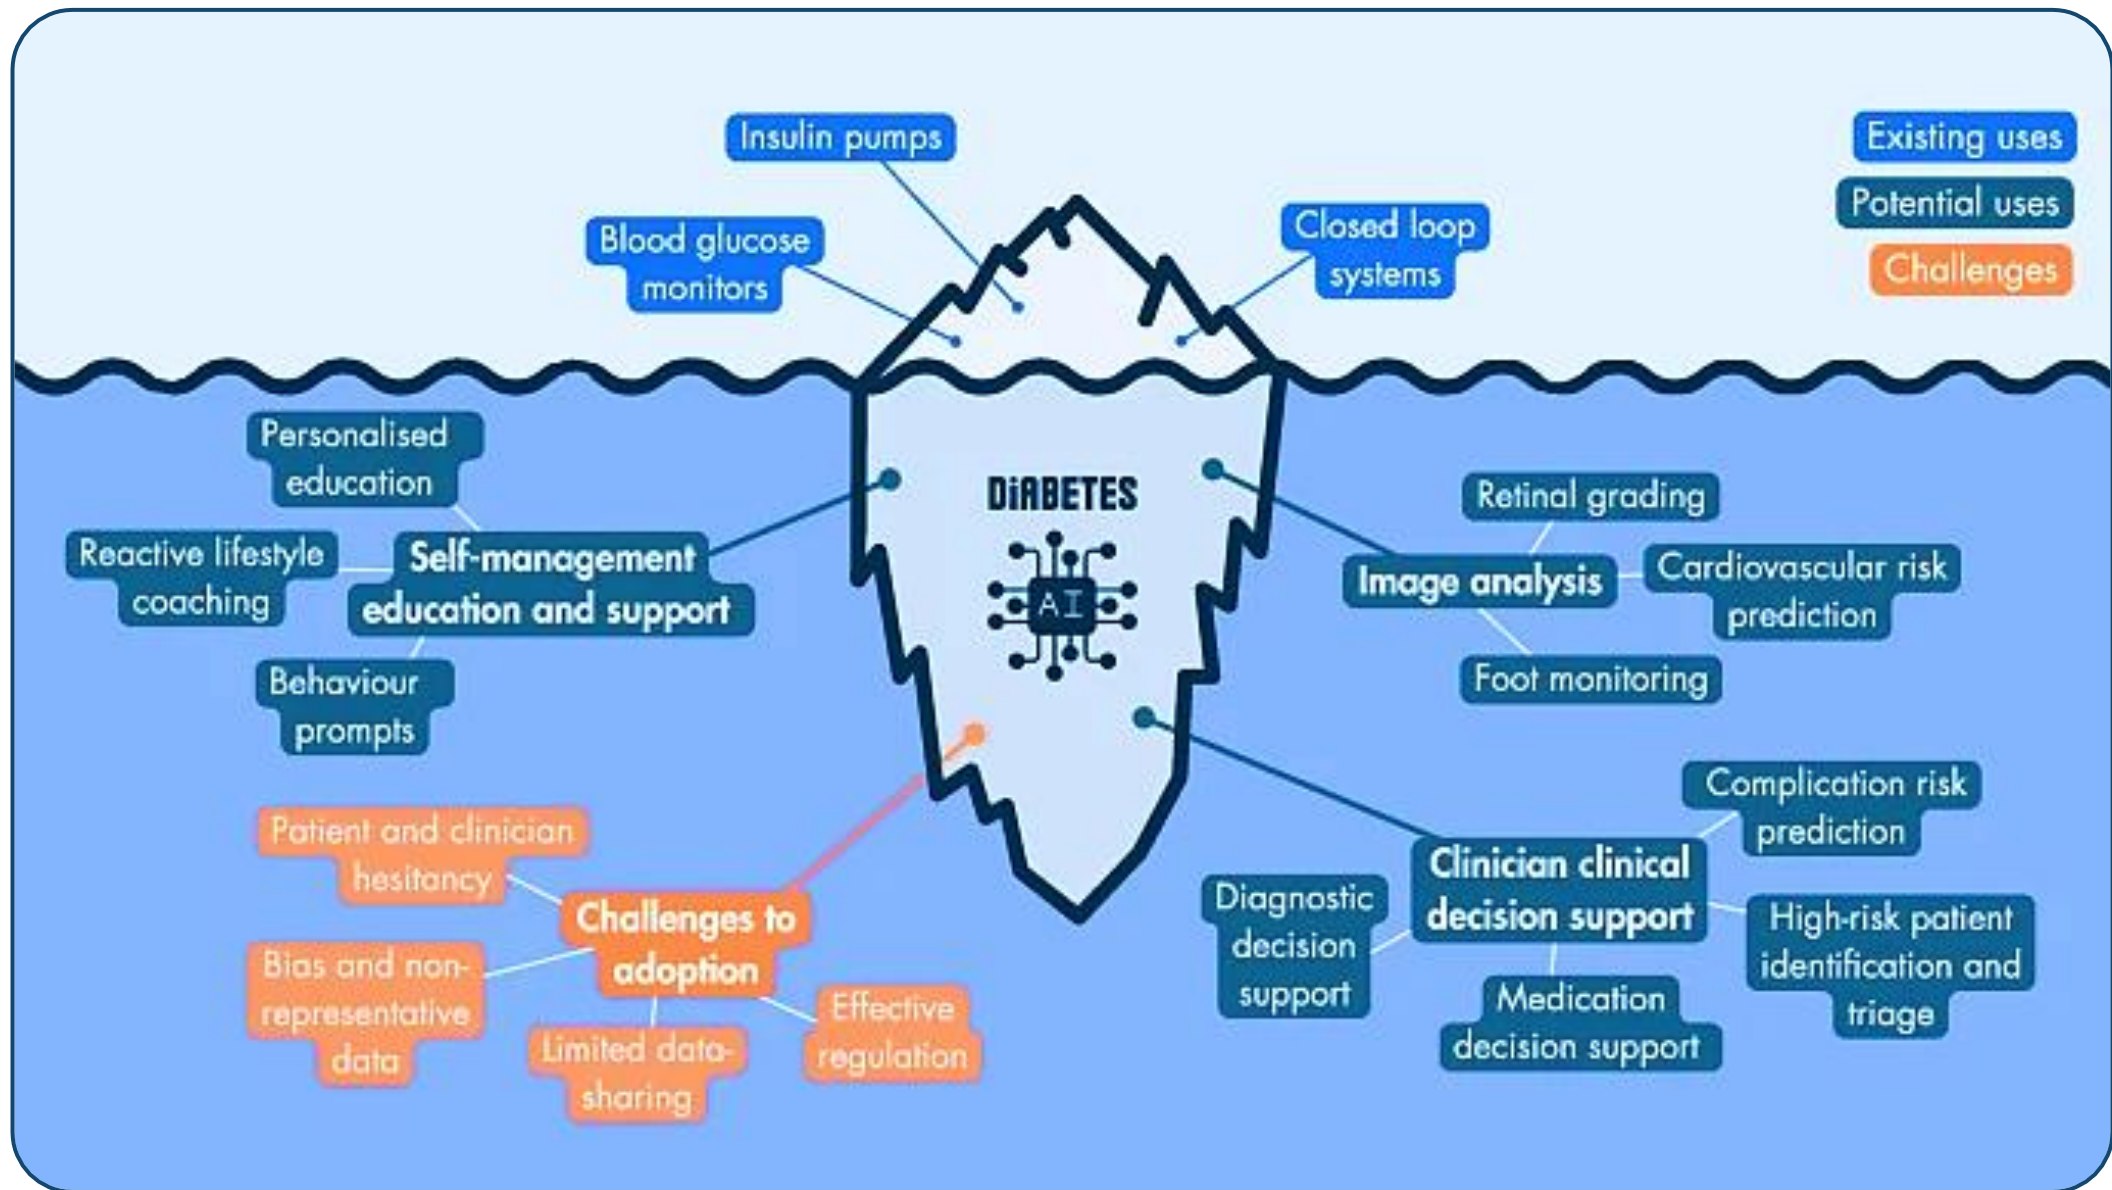 Insulin pumps
Blood glucose
monitors
Closed loop
systems
Existing uses
Potential uses
Challenges
DiABETES
AI
Personalised
education
Reactive lifestyle
coaching
Self-management
education and support
Behaviour
prompts
Retinal grading
Image analysis
Cardiovascular risk
prediction
Foot monitoring
Patient and clinician
hesitancy
Challenges to
adoption
Bias and non-
representative
data
Limited data-
sharing
Effective
regulation
Complication risk
prediction
Clinician clinical
decision support
Diagnostic
decision
support
High-risk patient
identification and
triage
Medication
decision support